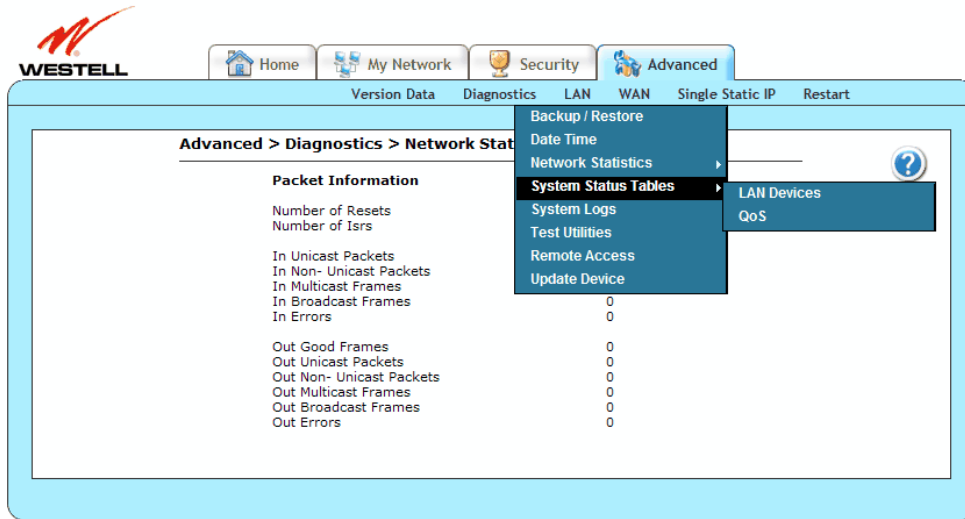 WESTELL
Home My Network Security Advanced
Version Data Diagnostics LAN WAN Single Static IP Restart
Backup / Restore
Date Time
Network Statistics
System Status Tables
System Logs
Test Utilities
Remote Access
Update Device
LAN Devices
QoS
Advanced > Diagnostics > Network Stat
?
Packet Information
Number of Resets
Number of Isrs
In Unicast Packets
In Non- Unicast Packets
In Multicast Frames
In Broadcast Frames 0
In Errors 0
Out Good Frames 0
Out Unicast Packets 0
Out Non- Unicast Packets 0
Out Multicast Frames 0
Out Broadcast Frames 0
Out Errors 0